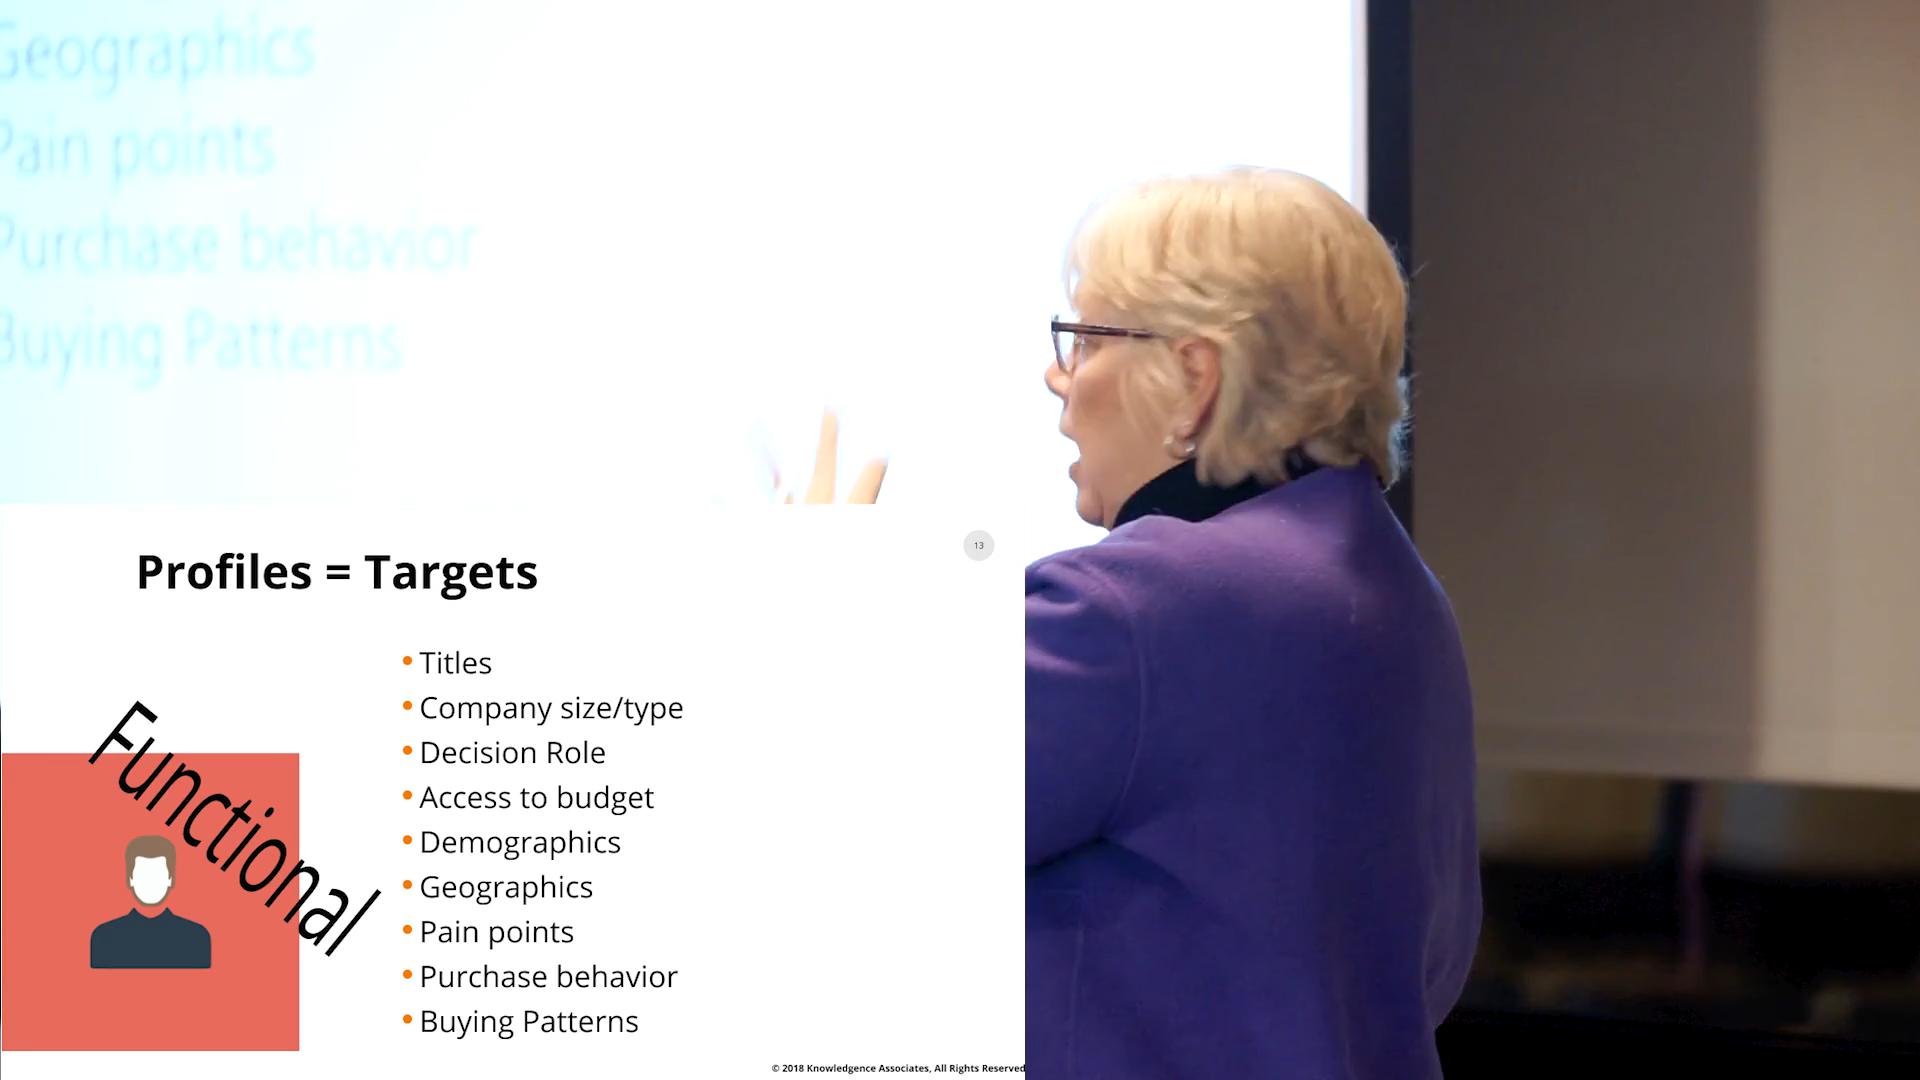 Geographics
Pain points
Purchase behavior
Buying Patterns
13
Profiles = Targets
Functional
• Titles
• Company size/type
• Decision Role
• Access to budget
• Demographics
• Geographics
• Pain points
• Purchase behavior
• Buying Patterns
© 2018 Knowledgence Associates, All Rights Reserved